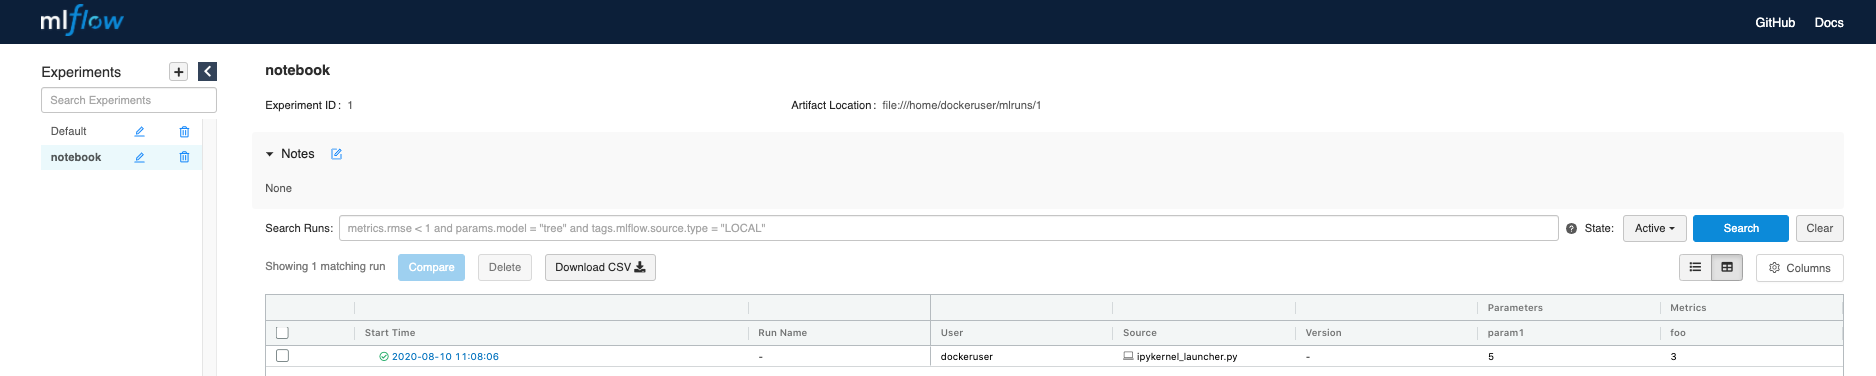 mlflow
GitHub Docs
Experiments
Search Experiments
Default
notebook
notebook
Experiment ID : 1
Artifact Location : file:///home/dockeruser/mlruns/1
Notes
None
Search Runs: metrics.rmse < 1 and params.model = "tree" and tags.mlflow.source.type = "LOCAL" ? State: Active Search Clear
Showing 1 matching run Compare Delete Download CSV Columns
Parameters Metrics
Start Time Run Name User Source Version param1 foo
2020-08-10 11:08:06 - dockeruser ipykernel_launcher.py - 5 3